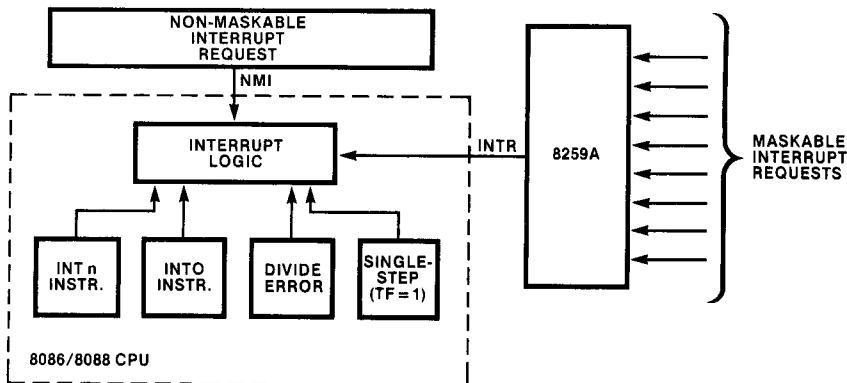 NON-MASKABLE
INTERRUPT
REQUEST
NMI
INTERRUPT
LOGIC
INTR
8259A
MASKABLE
INTERRUPT
REQUESTS
INT n
INSTR.
INTO
INSTR.
DIVIDE
ERROR
SINGLE-
STEP
(TF = 1)
8086/8088 CPU